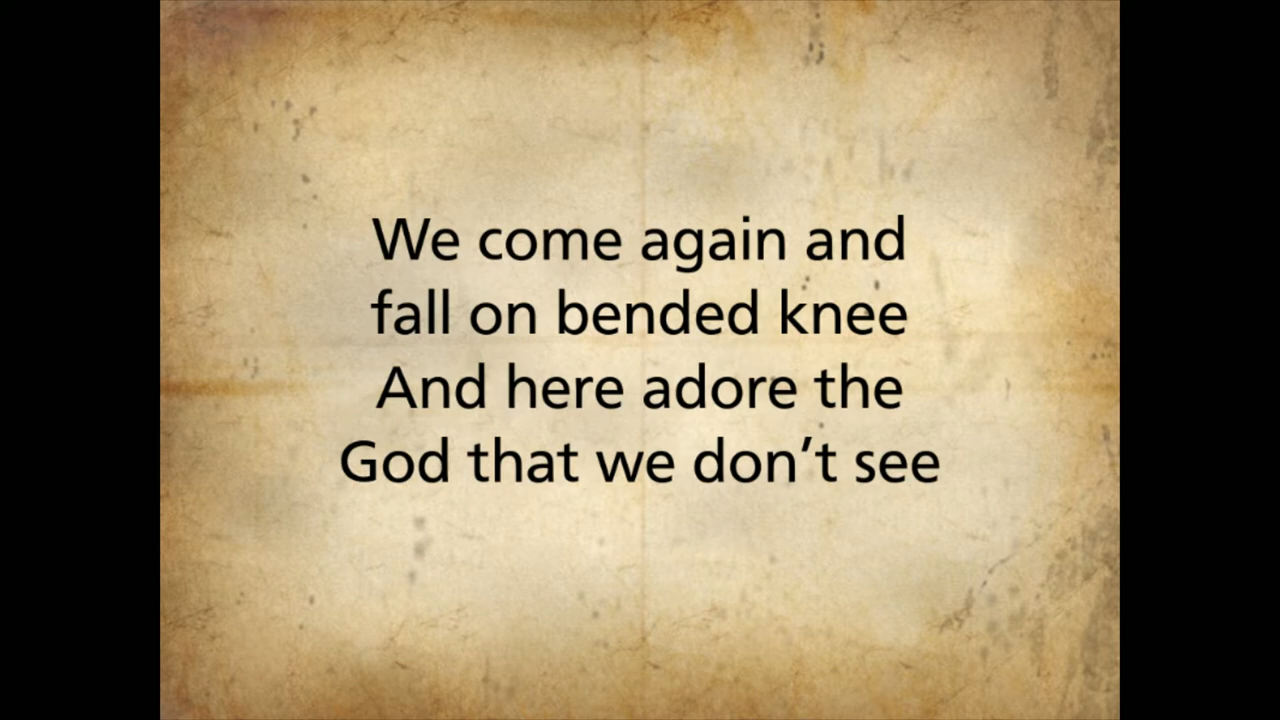 We come again and
fall on bended knee
And here adore the
God that we don’t see